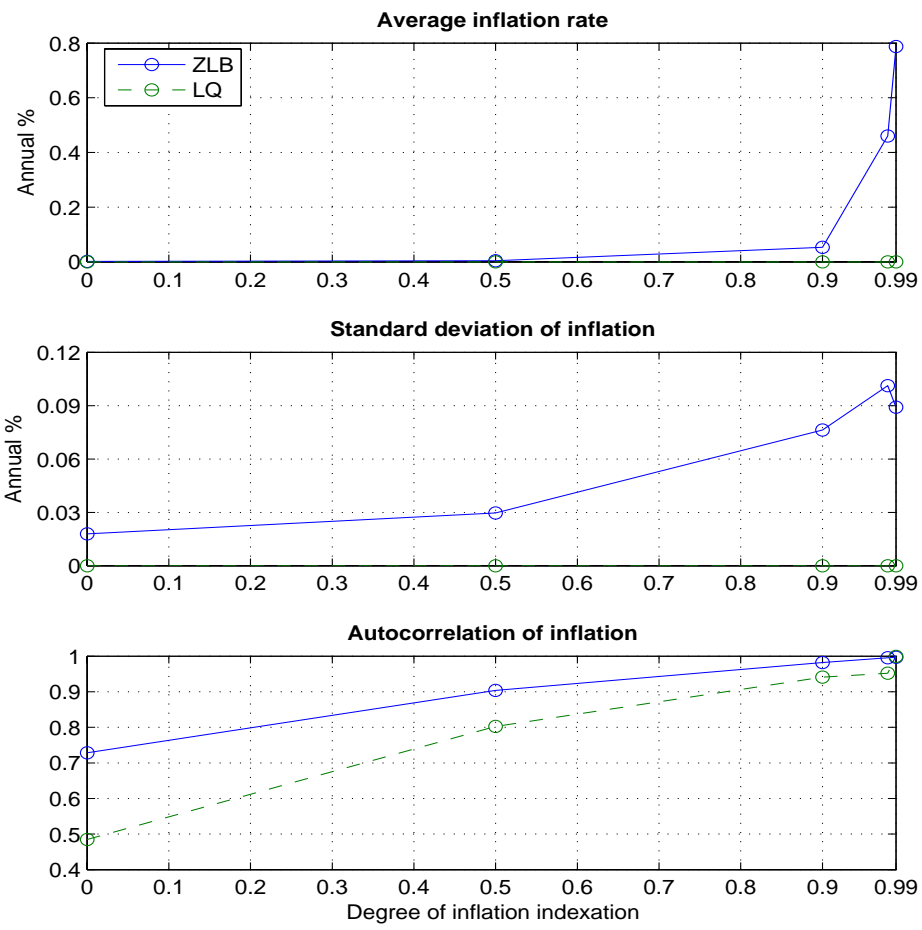 Average inflation rate
0.8
0.6
0.4
0.2
0
Annual %
ZLB
LQ
0 0.1 0.2 0.3 0.4 0.5 0.6 0.7 0.8 0.9 0.99
Standard deviation of inflation
0.12
0.09
0.06
0.03
0
Annual %
0 0.1 0.2 0.3 0.4 0.5 0.6 0.7 0.8 0.9 0.99
Autocorrelation of inflation
1
0.9
0.8
0.7
0.6
0.5
0.4
0 0.1 0.2 0.3 0.4 0.5 0.6 0.7 0.8 0.9 0.99
Degree of inflation indexation